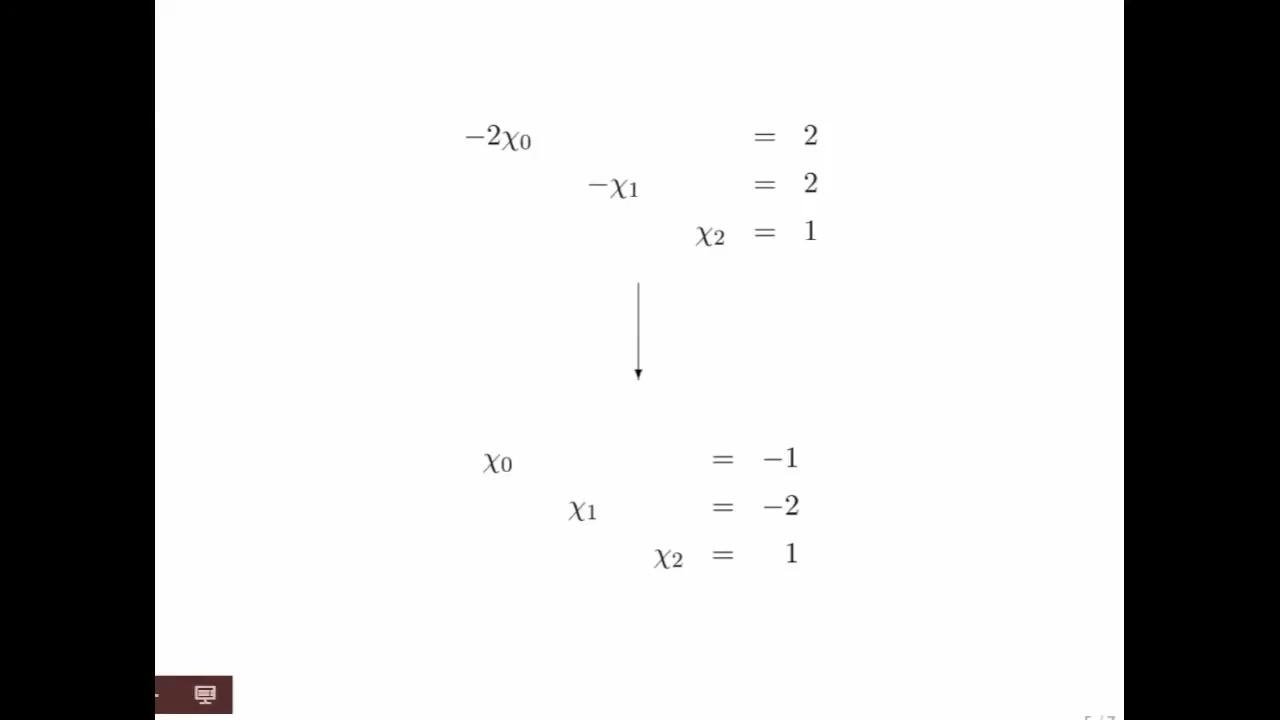 −2χ₀ = 2
−χ₁ = 2
χ₂ = 1
χ₀ = −1
χ₁ = −2
χ₂ = 1